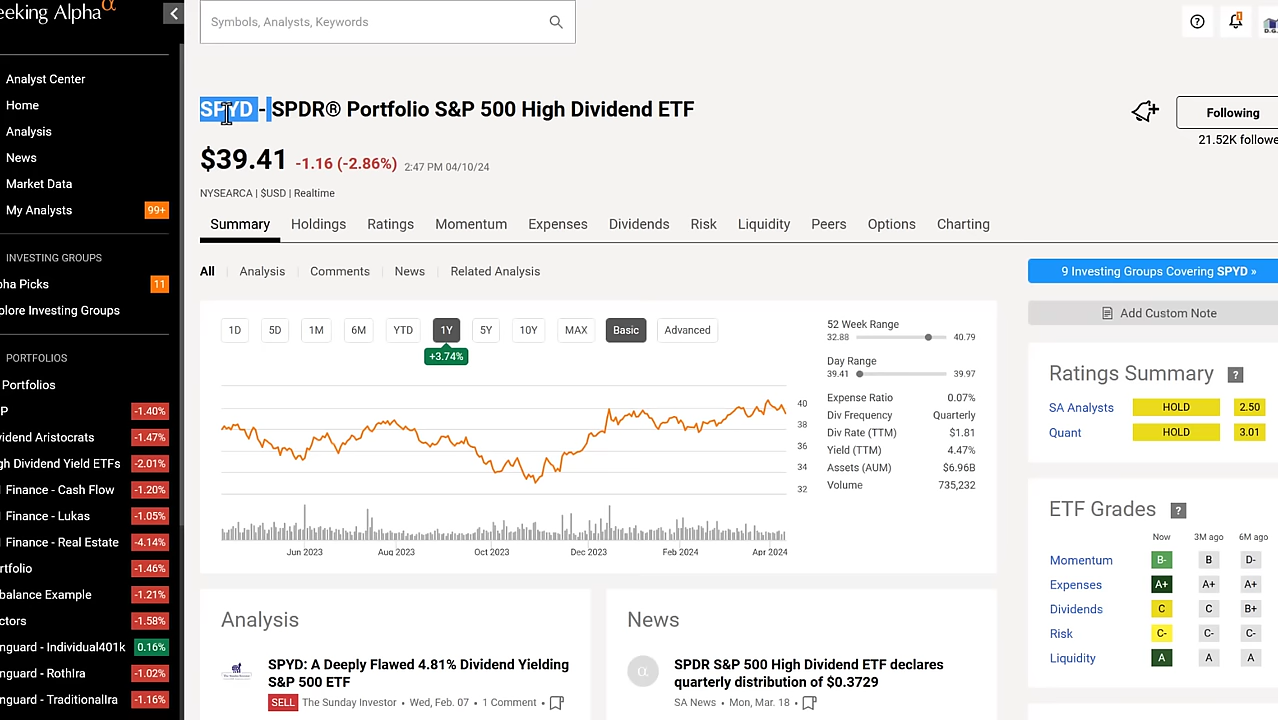 eeking Alpha α
Symbols, Analysts, Keywords
1
Analyst Center
Home
Analysis
News
Market Data
My Analysts 99+
INVESTING GROUPS
ha Picks 11
plore Investing Groups
PORTFOLIOS
Portfolios
P -1.40%
vidend Aristocrats -1.47%
gh Dividend Yield ETFs -2.01%
Finance - Cash Flow -1.20%
Finance - Lukas -1.05%
Finance - Real Estate -4.14%
rtfolio -1.46%
balance Example -1.21%
ctors -1.58%
nguard - Individual401k 0.16%
nguard - RothIra -1.02%
nguard - TraditionalIra -1.16%
SPYD - SPDR® Portfolio S&P 500 High Dividend ETF
Following
21.52K followe
$39.41 -1.16 (-2.86%) 2:47 PM 04/10/24
NYSEARCA | $USD | Realtime
Summary Holdings Ratings Momentum Expenses Dividends Risk Liquidity Peers Options Charting
All Analysis Comments News Related Analysis
1D 5D 1M 6M YTD 1Y 5Y 10Y MAX Basic Advanced
+3.74%
40
38
36
34
32
Jun 2023 Aug 2023 Oct 2023 Dec 2023 Feb 2024 Apr 2024
52 Week Range
32.88 40.79
Day Range
39.41 39.97
Expense Ratio 0.07%
Div Frequency Quarterly
Div Rate (TTM) $1.81
Yield (TTM) 4.47%
Assets (AUM) $6.96B
Volume 735,232
9 Investing Groups Covering SPYD »
Add Custom Note
Ratings Summary ?
SA Analysts HOLD 2.50
Quant HOLD 3.01
ETF Grades ?
Now 3M ago 6M ago
Momentum B- B D-
Expenses A+ A+ A+
Dividends C C B+
Risk C- C- C-
Liquidity A A A
Analysis
SPYD: A Deeply Flawed 4.81% Dividend Yielding
S&P 500 ETF
SELL The Sunday Investor • Wed, Feb. 07 • 1 Comment •
News
SPDR S&P 500 High Dividend ETF declares
quarterly distribution of $0.3729
SA News • Mon, Mar. 18 •